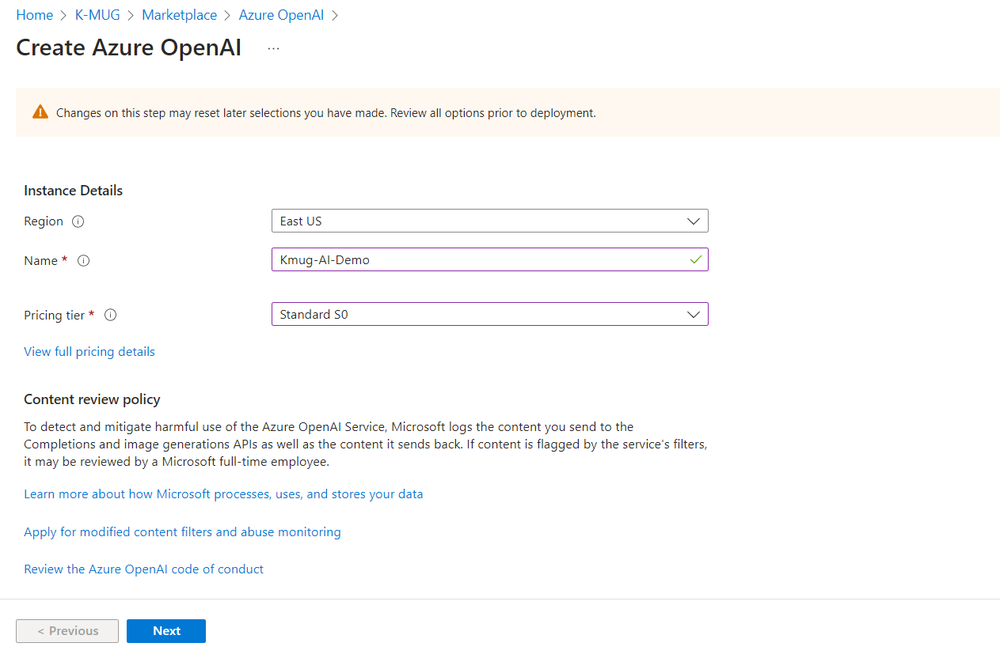 Home > K-MUG > Marketplace > Azure OpenAI >
Create Azure OpenAI ...
Changes on this step may reset later selections you have made. Review all options prior to deployment.
Instance Details
Region
East US
Name *
Kmug-AI-Demo
Pricing tier *
Standard S0
View full pricing details
Content review policy
To detect and mitigate harmful use of the Azure OpenAI Service, Microsoft logs the content you send to the
Completions and image generations APIs as well as the content it sends back. If content is flagged by the service's filters,
it may be reviewed by a Microsoft full-time employee.
Learn more about how Microsoft processes, uses, and stores your data
Apply for modified content filters and abuse monitoring
Review the Azure OpenAI code of conduct
< Previous
Next